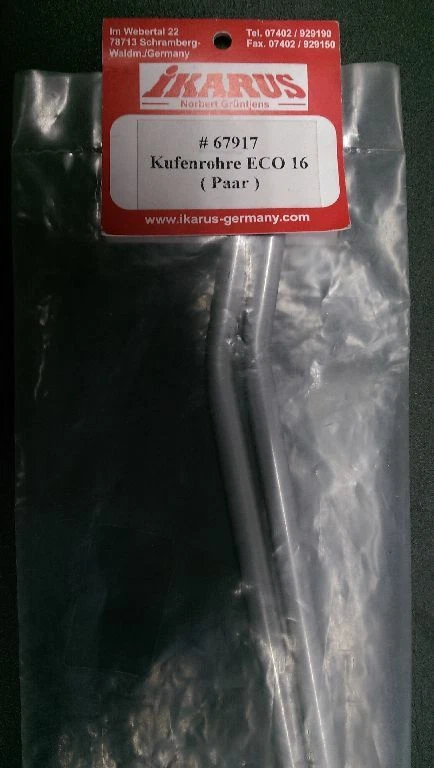 Im Webertal 22
78713 Schramberg-
Waldm./Germany
Tel. 07402 / 929190
Fax. 07402 / 929150
IKARUS
Norbert Grüntjens
# 67917
Kufenrohre ECO 16
( Paar )
www.ikarus-germany.com